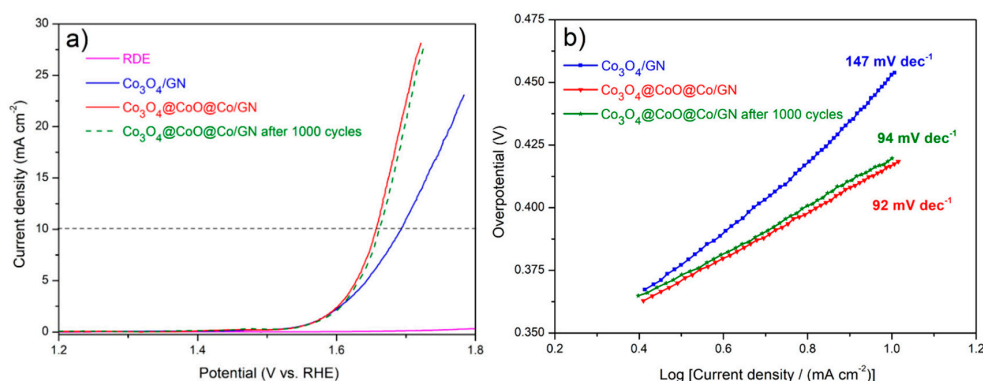 a)
30
25
20
15
10
5
0
Current density (mA cm⁻²)
RDE
Co₃O₄/GN
Co₃O₄@CoO@Co/GN
Co₃O₄@CoO@Co/GN after 1000 cycles
1.2 1.4 1.6 1.8
Potential (V vs. RHE)
b)
0.450
0.425
0.400
0.375
0.350
Overpotential (V)
Co₃O₄/GN
Co₃O₄@CoO@Co/GN
Co₃O₄@CoO@Co/GN after 1000 cycles
147 mV dec⁻¹
94 mV dec⁻¹
92 mV dec⁻¹
0.2 0.4 0.6 0.8 1.0 1.2
Log [Current density / (mA cm⁻²)]